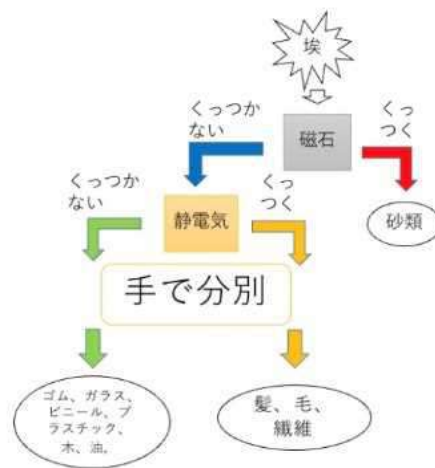 埃
くっつか
ない
磁石
くっ
つく
くっつか
ない
静電気
くっ
つく
砂類
手で分別
ゴム、ガラス、
ビニール、プ
ラスチック、
木、油、
髪、毛、
繊維